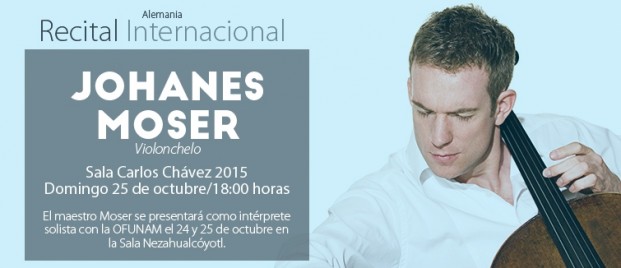 Alemania
Recital Internacional
JOHANES
MOSER
Violonchelo
Sala Carlos Chávez 2015
Domingo 25 de octubre/18:00 horas
El maestro Moser se presentará como intérprete
solista con la OFUNAM el 24 y 25 de octubre en
la Sala Nezahualcóyotl.